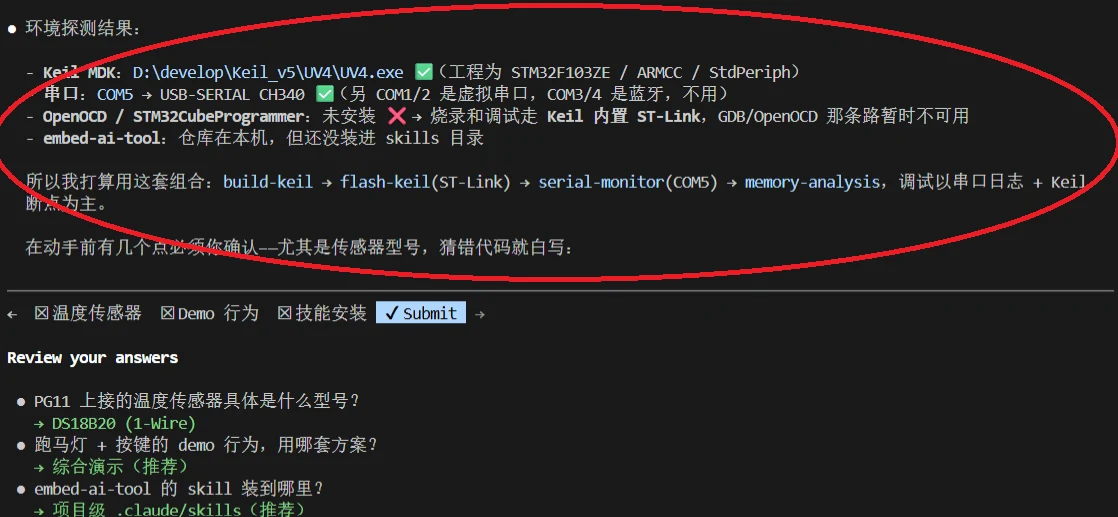 ● 环境探测结果：
- Keil MDK：D:\develop\Keil_v5\UV4\UV4.exe ✅（工程为 STM32F103ZE / ARMCC / StdPeriph）
串口：COM5 → USB-SERIAL CH340 ✅（另 COM1/2 是虚拟串口，COM3/4 是蓝牙，不用）
- OpenOCD / STM32CubeProgrammer：未安装 ❌ → 烧录和调试走 Keil 内置 ST-Link，GDB/OpenOCD 那条路暂时不可用
- embed-ai-tool：仓库在本机，但还没装进 skills 目录
所以我打算用这套组合：build-keil → flash-keil(ST-Link) → serial-monitor(COM5) → memory-analysis，调试以串口日志 + Keil
断点为主。
在动手前有几个点必须你确认——尤其是传感器型号，猜错代码就白写：
← ☒温度传感器 ☒Demo 行为 ☒技能安装 ✓Submit →
Review your answers
● PG11 上接的温度传感器具体是什么型号？
→ DS18B20 (1-Wire)
● 跑马灯 + 按键的 demo 行为，用哪套方案？
→ 综合演示（推荐）
● embed-ai-tool 的 skill 装到哪里？
→ 项目级 .claude/skills（推荐）